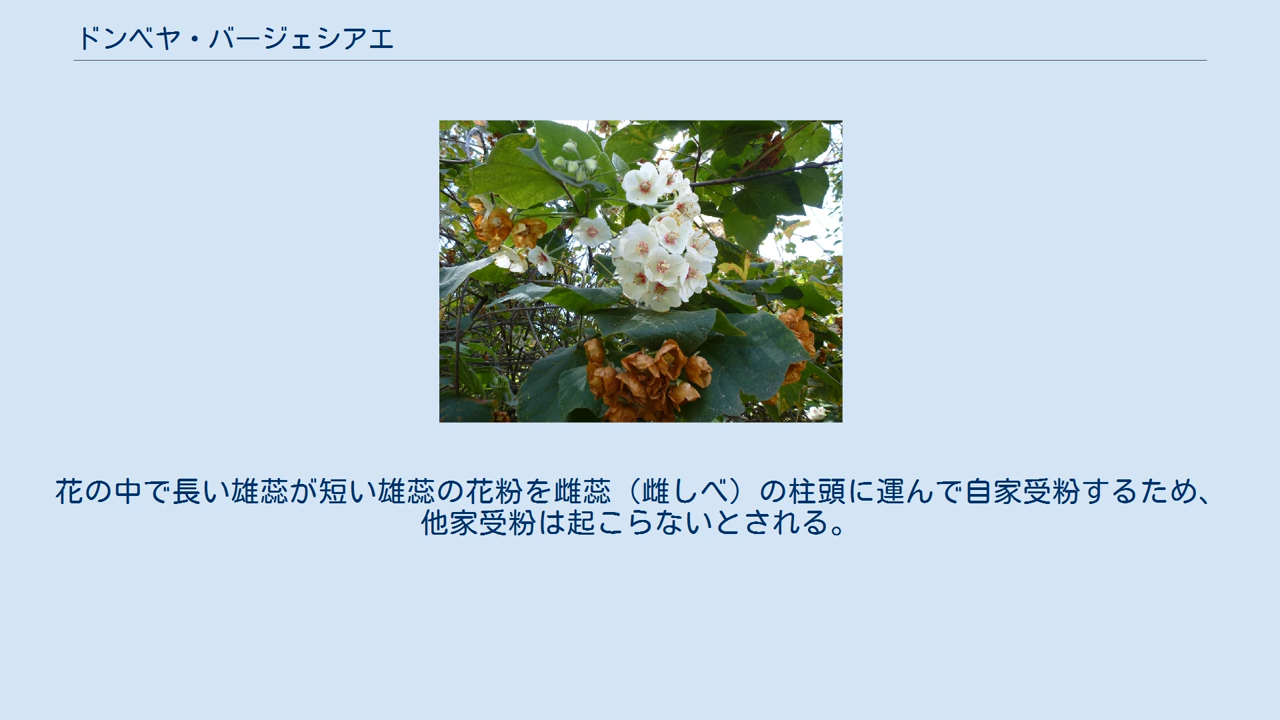 ドンベヤ・バージェシアエ
花の中で長い雄蕊が短い雄蕊の花粉を雌蕊（雌しべ）の柱頭に運んで自家受粉するため、
他家受粉は起こらないとされる。